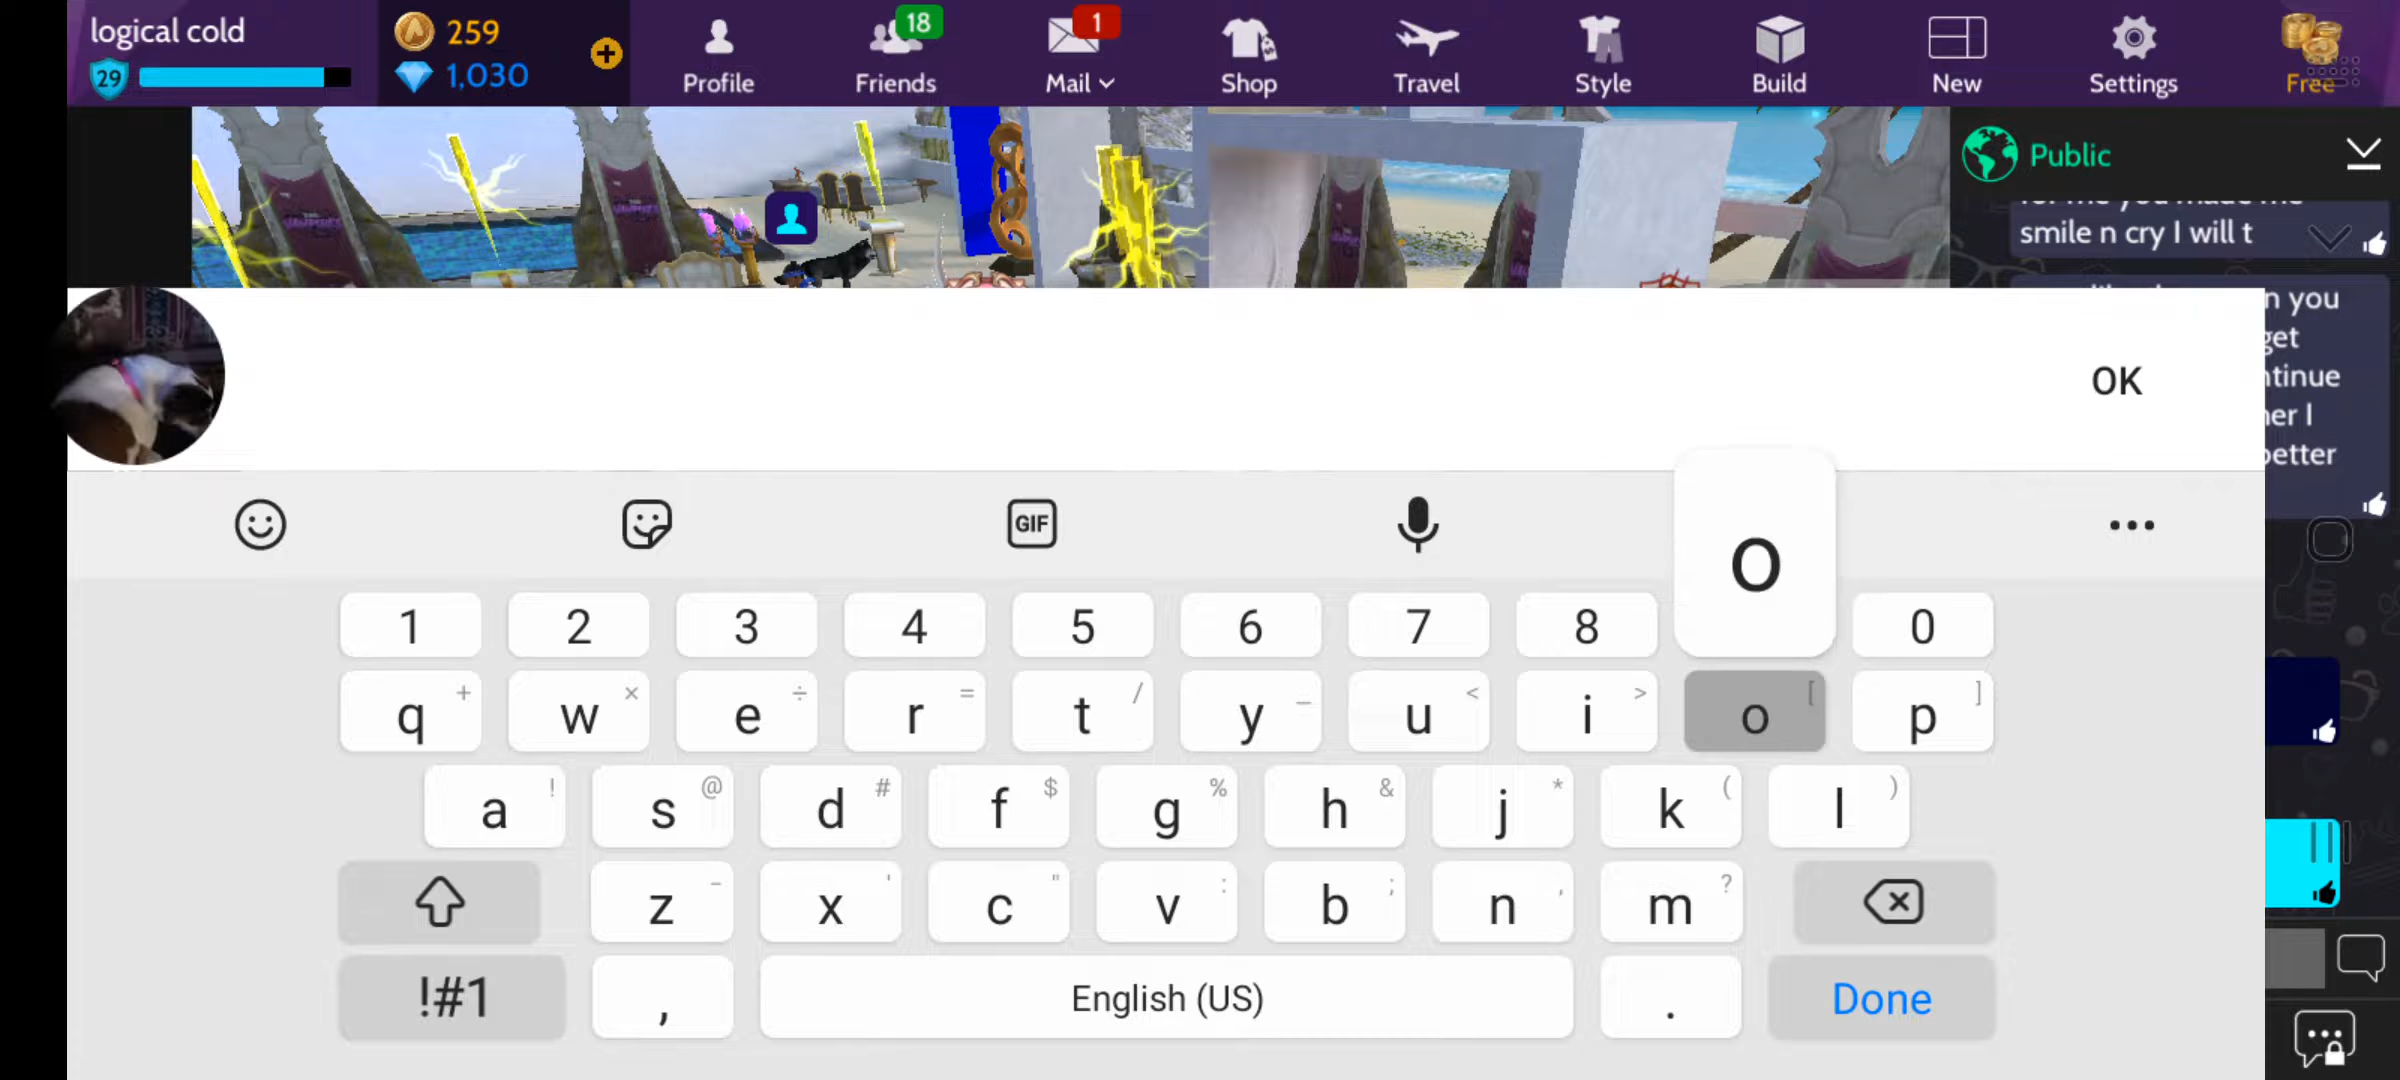 logical cold
29
259
1,030
Profile
18
Friends
1
Mail
Shop
Travel
Style
Build
New
Settings
Free
Public
smile n cry I will t
n you
get
ntinue
her I
better
OK
GIF
o
1 2 3 4 5 6 7 8 0
q + w × e ÷ r = t / y _ u < i > o [ p ]
a ! s @ d # f $ g % h & j * k ( l )
z - x ' c " v : b ; n , m ?
!#1 , English (US) . Done